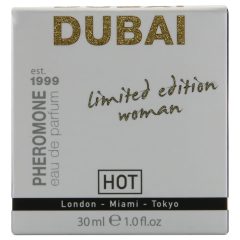 DUBAI
est.
1999
PHEROMONE
eau de parfum
limited edition
woman
HOT
London - Miami - Tokyo
30 ml ℮ 1.0 fl.oz